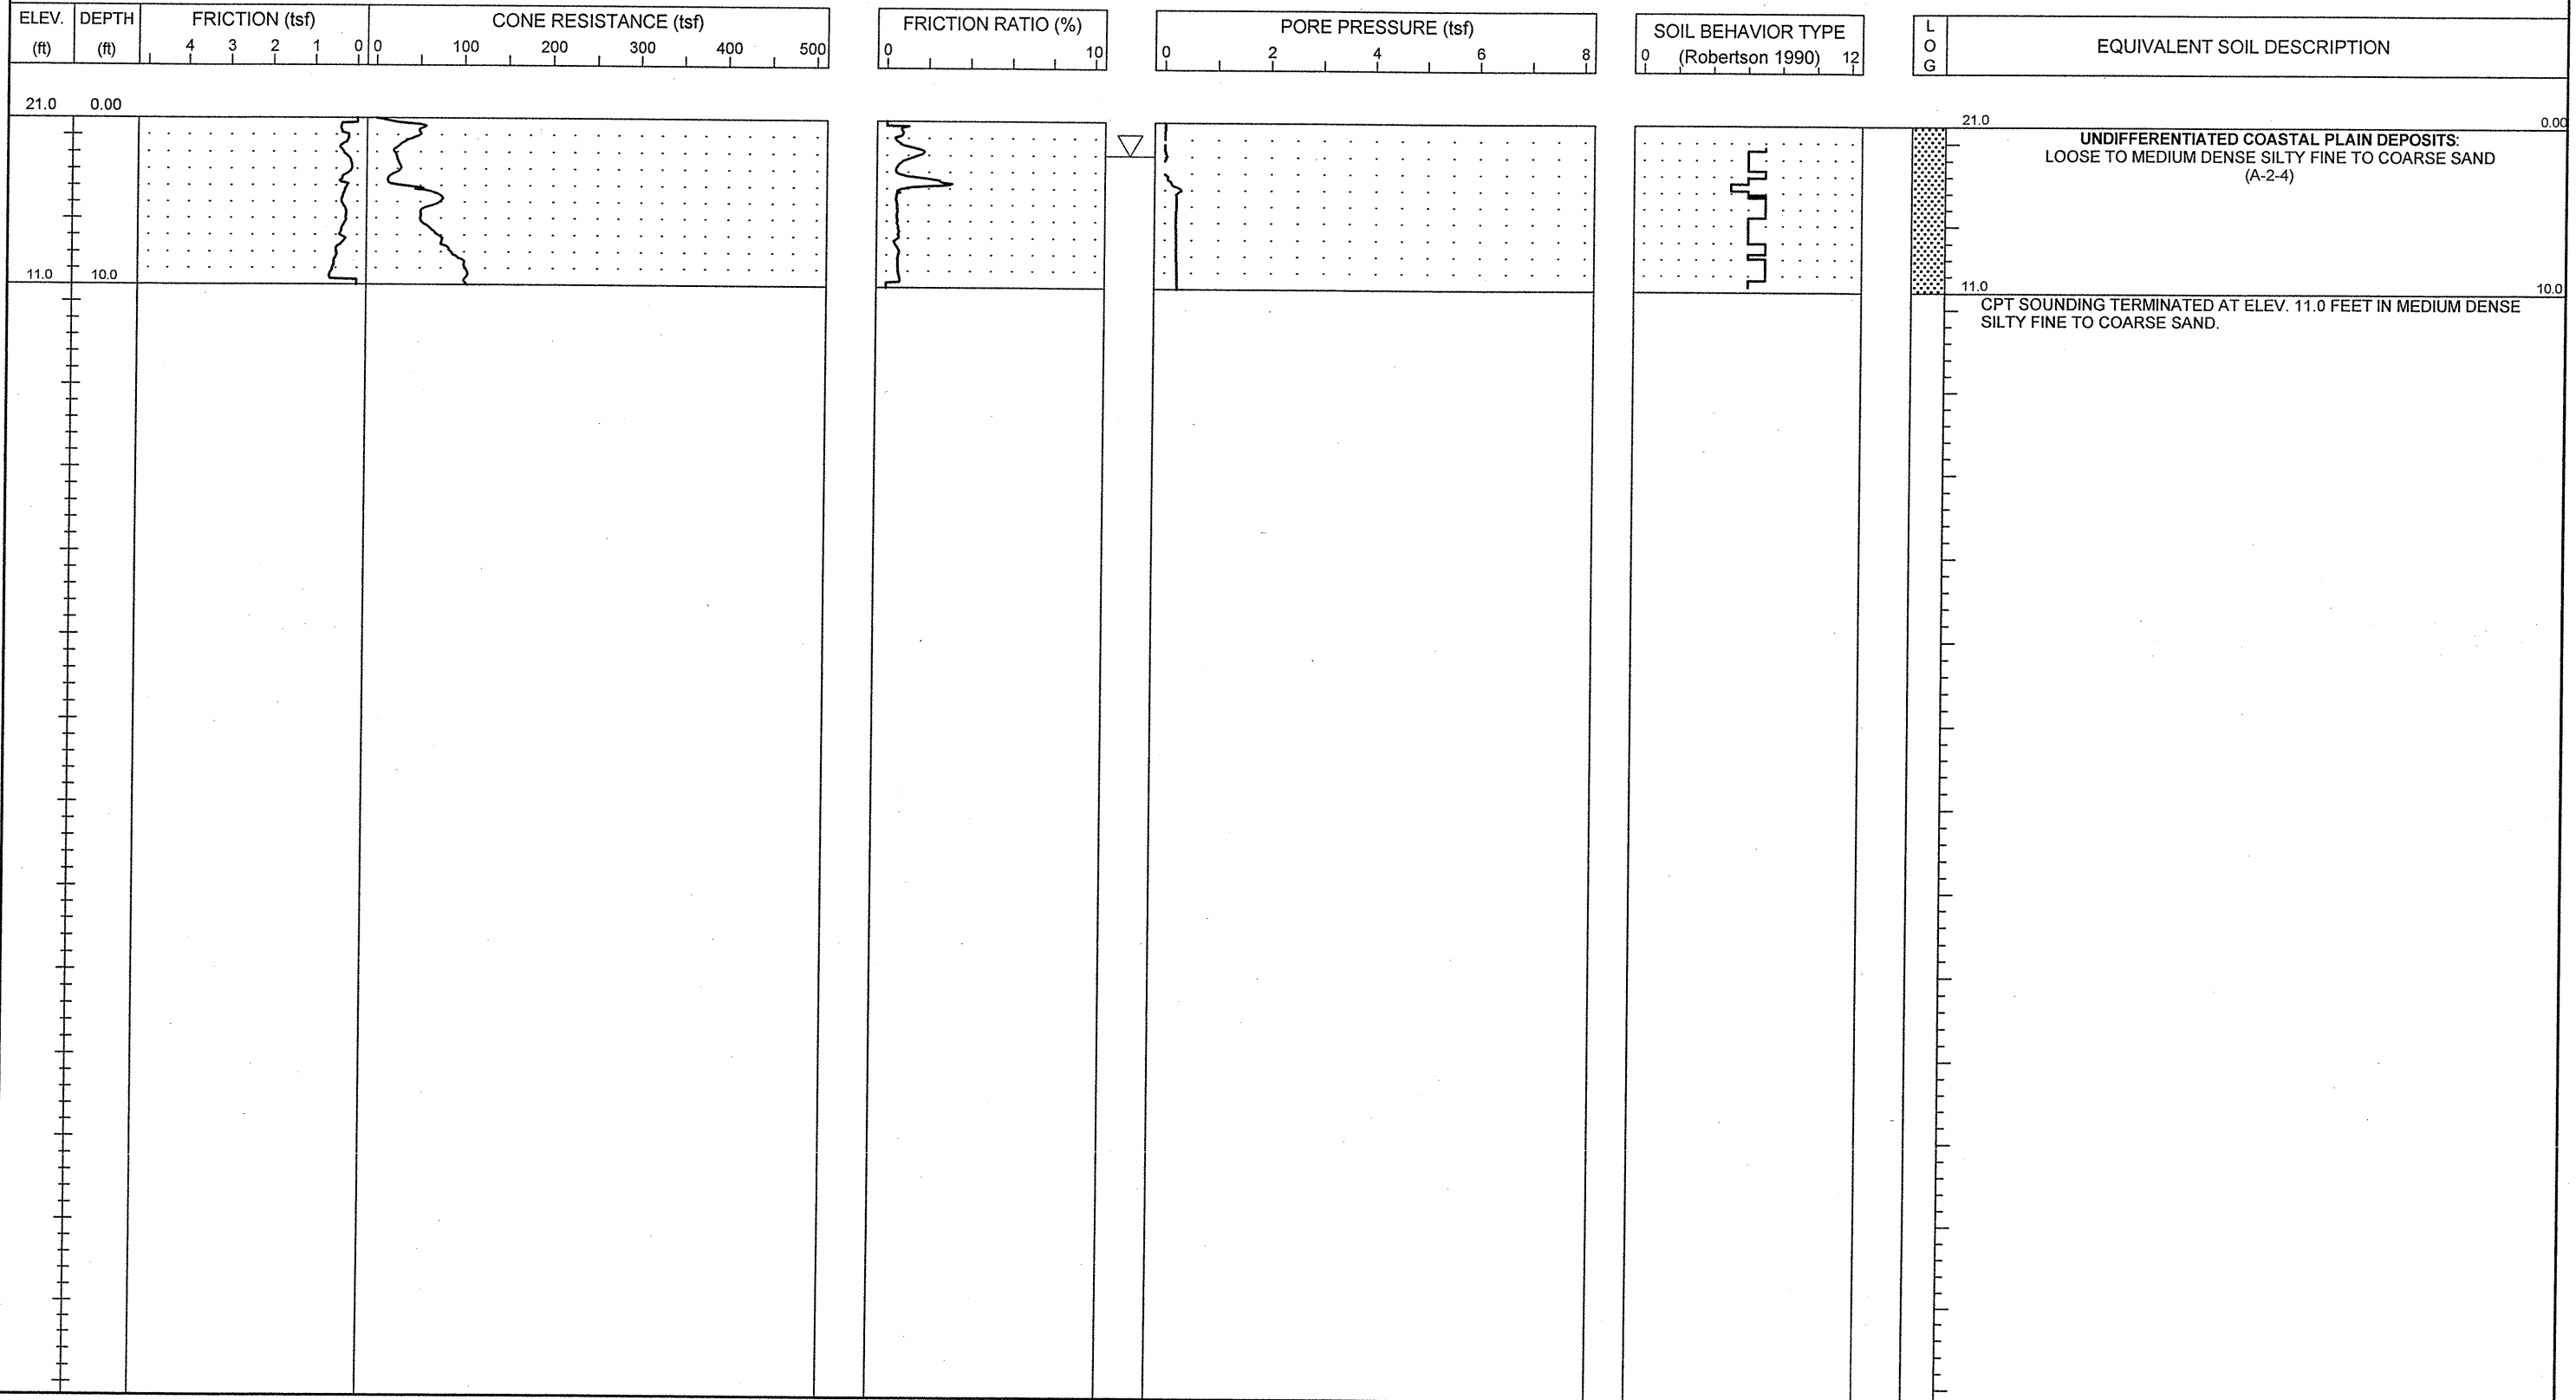 ELEV. DEPTH FRICTION (tsf) CONE RESISTANCE (tsf) FRICTION RATIO (%) PORE PRESSURE (tsf) SOIL BEHAVIOR TYPE L O G EQUIVALENT SOIL DESCRIPTION
(ft) (ft) 4 3 2 1 0 0 100 200 300 400 500 0 10 0 2 4 6 8 0 (Robertson 1990) 12
21.0 0.00
21.0 0.00
UNDIFFERENTIATED COASTAL PLAIN DEPOSITS:
LOOSE TO MEDIUM DENSE SILTY FINE TO COARSE SAND
(A-2-4)
11.0 10.0
11.0 10.0
CPT SOUNDING TERMINATED AT ELEV. 11.0 FEET IN MEDIUM DENSE
SILTY FINE TO COARSE SAND.